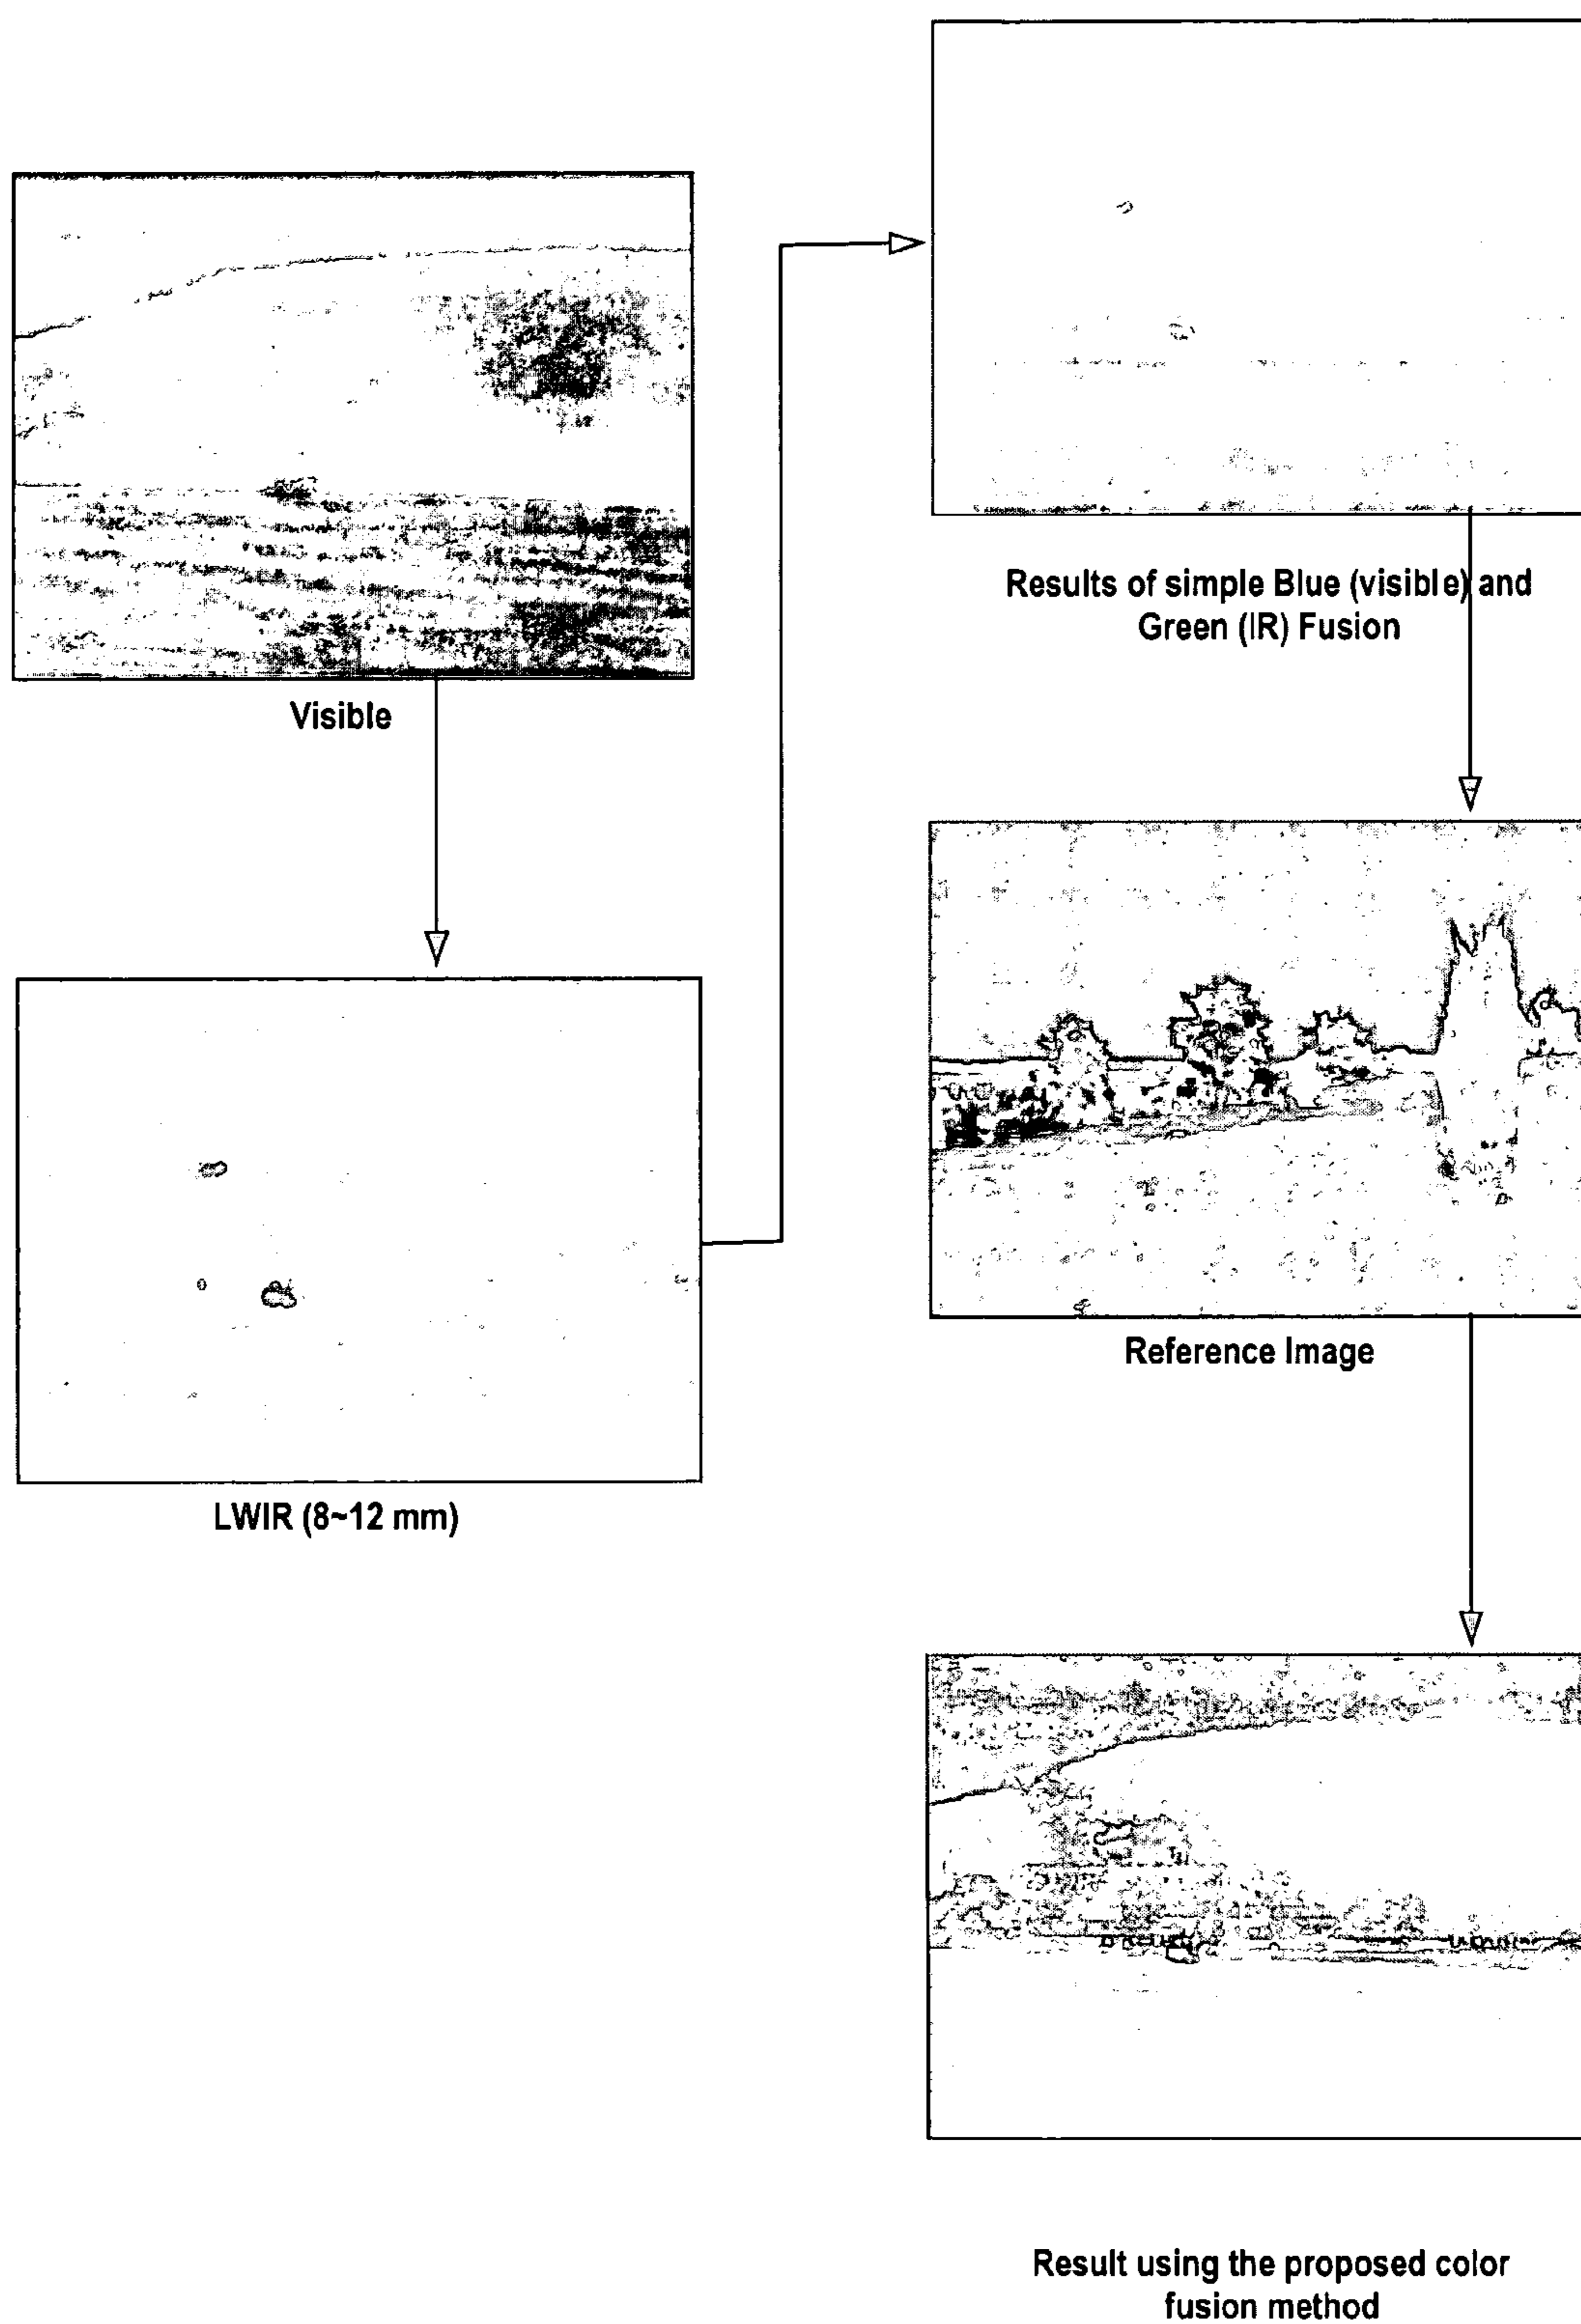 Visible
LWIR (8~12 mm)
Results of simple Blue (visible) and
Green (IR) Fusion
Reference Image
Result using the proposed color
fusion method